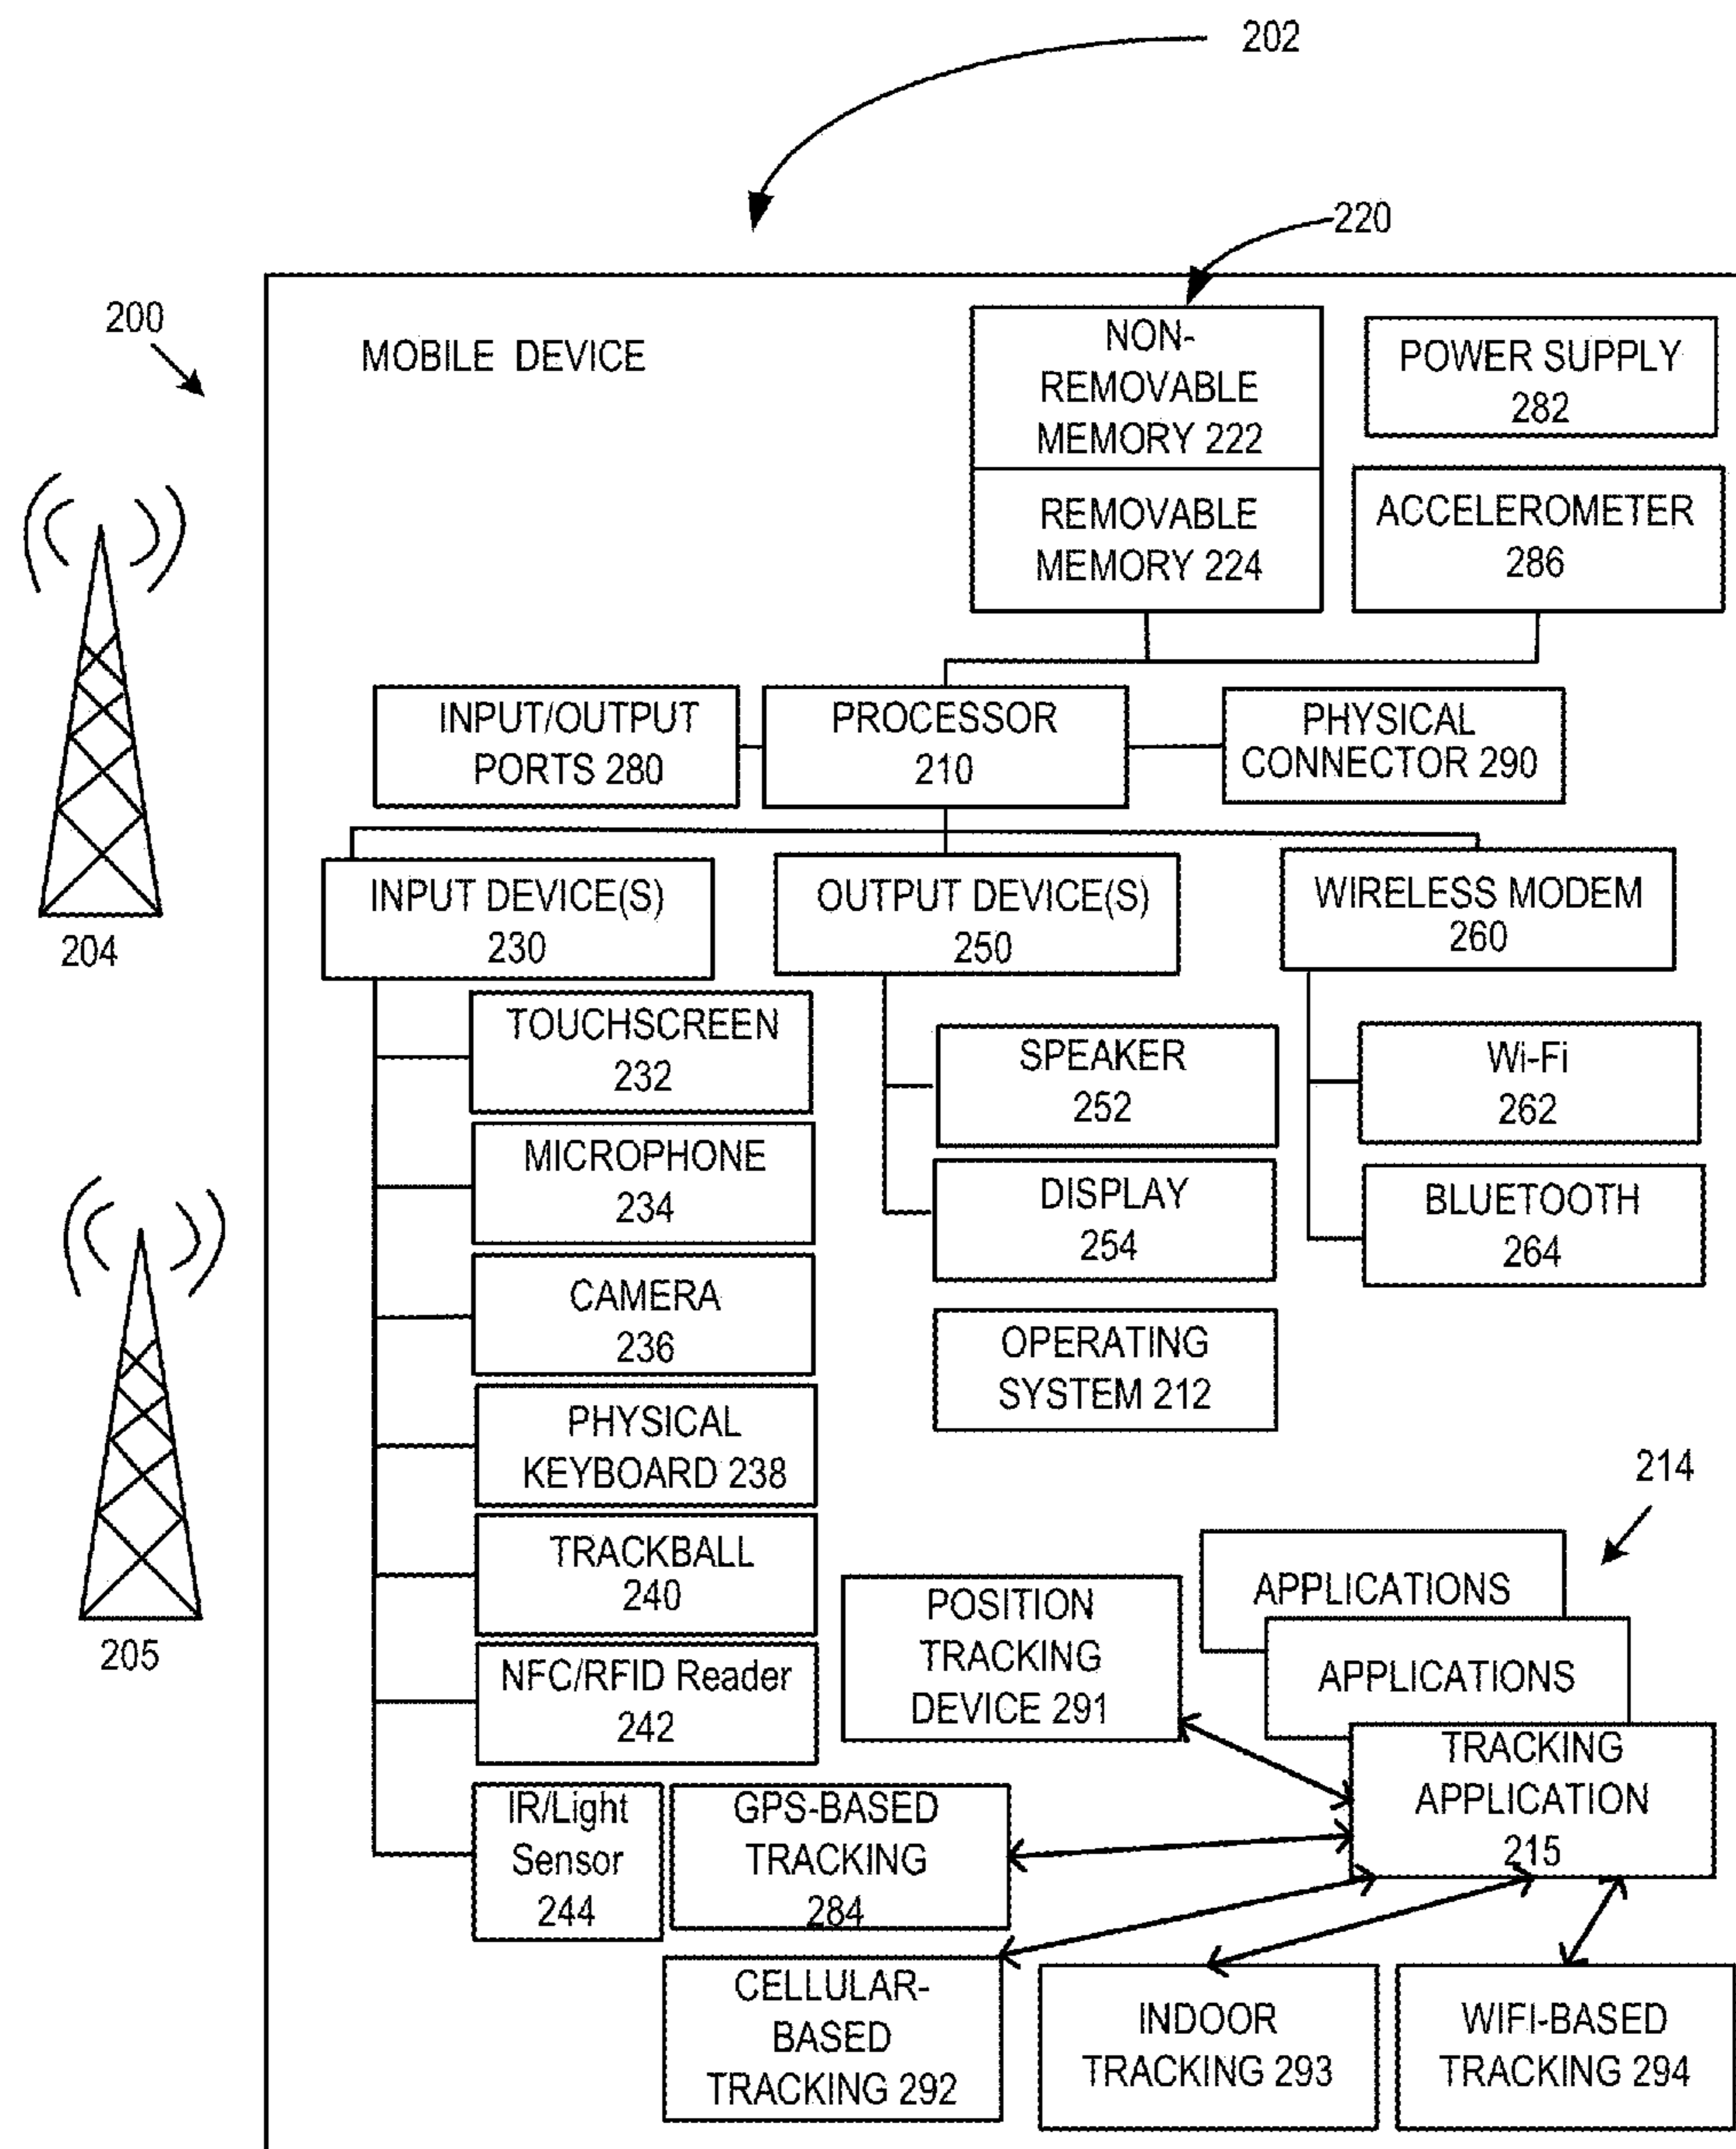 202
220
200
MOBILE DEVICE
NON-
REMOVABLE
MEMORY 222
REMOVABLE
MEMORY 224
POWER SUPPLY
282
ACCELEROMETER
286
INPUT/OUTPUT
PORTS 280
PROCESSOR
210
PHYSICAL
CONNECTOR 290
204
INPUT DEVICE(S)
230
OUTPUT DEVICE(S)
250
WIRELESS MODEM
260
TOUCHSCREEN
232
MICROPHONE
234
CAMERA
236
PHYSICAL
KEYBOARD 238
TRACKBALL
240
NFC/RFID Reader
242
IR/Light
Sensor
244
SPEAKER
252
DISPLAY
254
OPERATING
SYSTEM 212
Wi-Fi
262
BLUETOOTH
264
205
214
APPLICATIONS
APPLICATIONS
TRACKING
APPLICATION
215
POSITION
TRACKING
DEVICE 291
GPS-BASED
TRACKING
284
CELLULAR-
BASED
TRACKING 292
INDOOR
TRACKING 293
WIFI-BASED
TRACKING 294